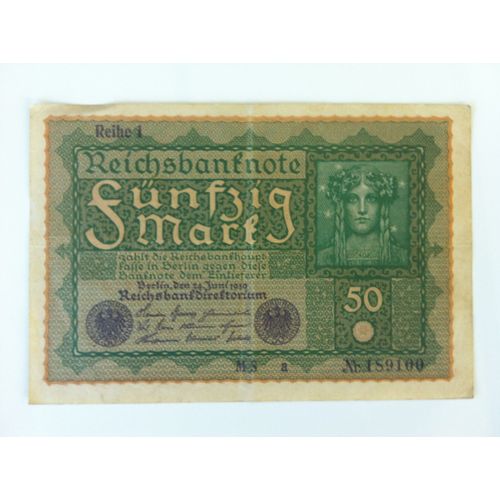 Reihe 1
Reichsbanknote
Fünfzig
Mark
zahlt die Reichsbankhaupt-
kasse in Berlin gegen diese
Banknote dem Einlieferer
Berlin, den 24. Juni 1919
Reichsbankdirektorium
50
a
Nr. 189100